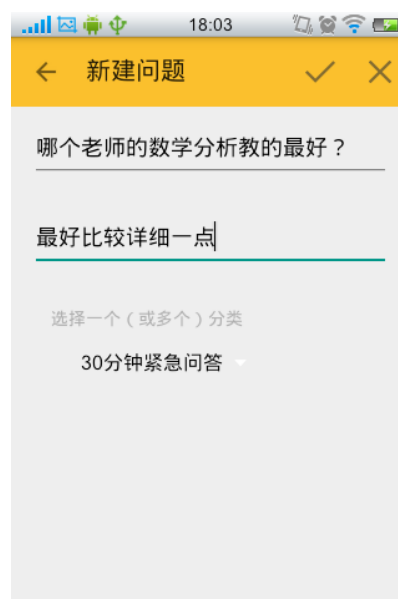 18:03
新建问题
哪个老师的数学分析教的最好？
最好比较详细一点
选择一个（或多个）分类
30分钟紧急问答